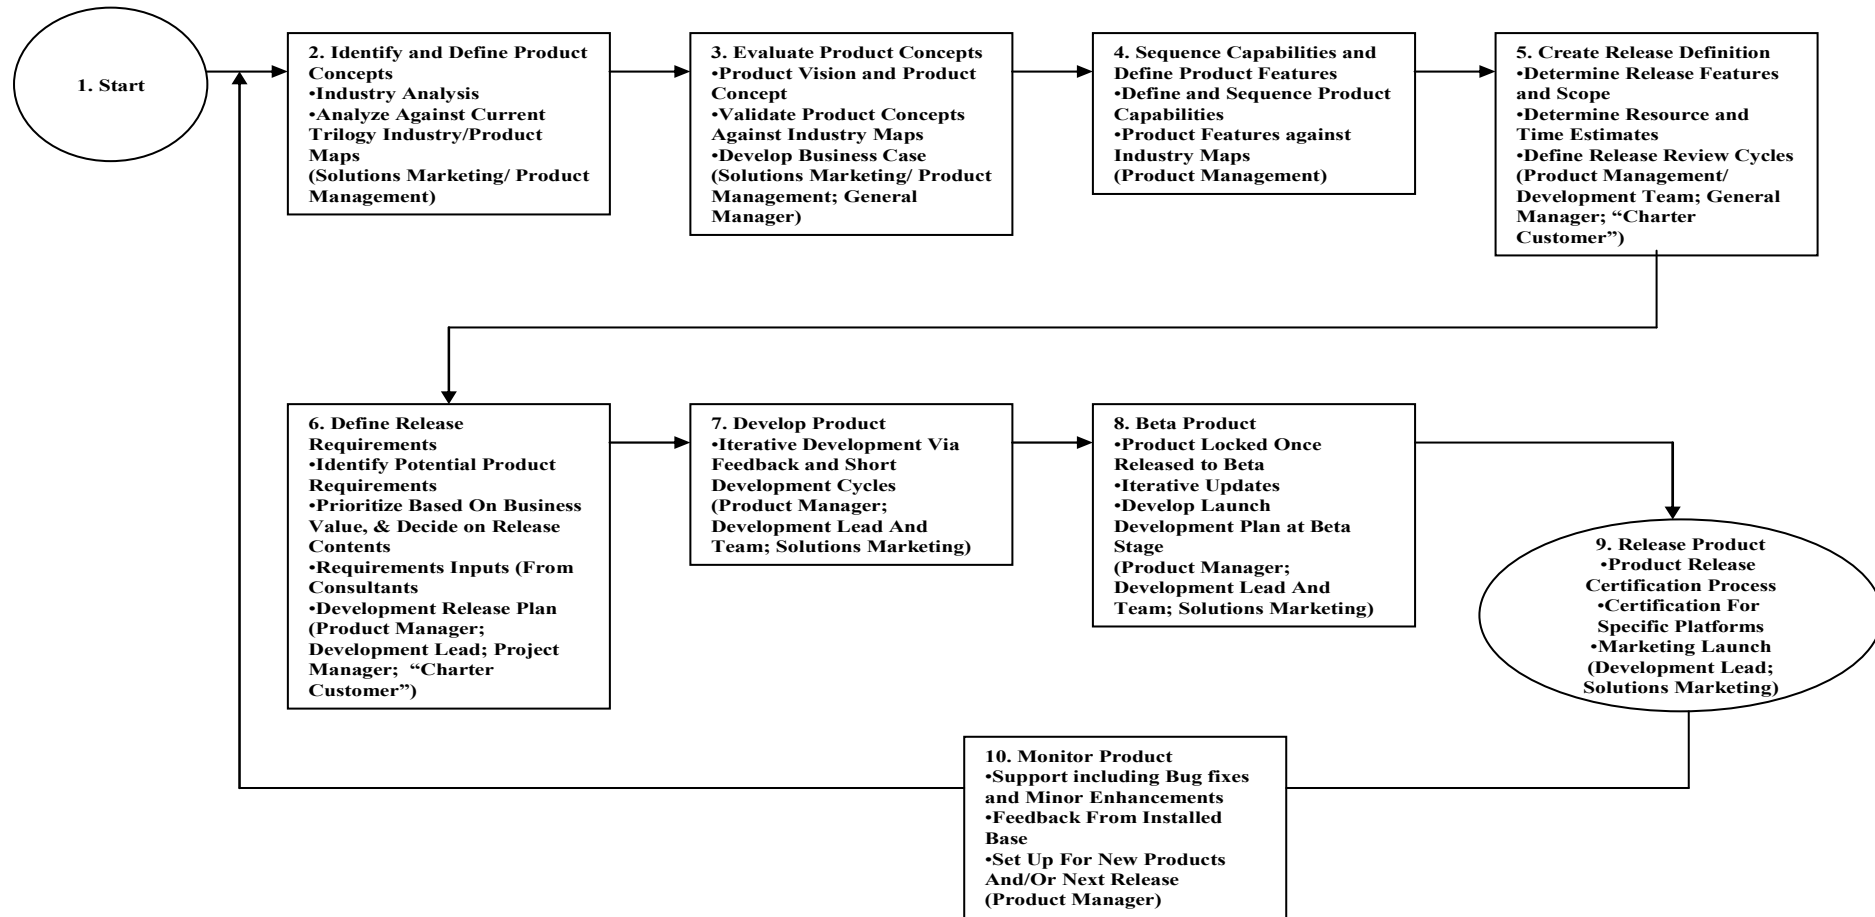 1. Start
2. Identify and Define Product
Concepts
•Industry Analysis
•Analyze Against Current
Trilogy Industry/Product
Maps
(Solutions Marketing/ Product
Management)
3. Evaluate Product Concepts
•Product Vision and Product
Concept
•Validate Product Concepts
Against Industry Maps
•Develop Business Case
(Solutions Marketing/ Product
Management; General
Manager)
4. Sequence Capabilities and
Define Product Features
•Define and Sequence Product
Capabilities
•Product Features against
Industry Maps
(Product Management)
5. Create Release Definition
•Determine Release Features
and Scope
•Determine Resource and
Time Estimates
•Define Release Review Cycles
(Product Management/
Development Team; General
Manager; “Charter
Customer”)
6. Define Release
Requirements
•Identify Potential Product
Requirements
•Prioritize Based On Business
Value, & Decide on Release
Contents
•Requirements Inputs (From
Consultants
•Development Release Plan
(Product Manager;
Development Lead; Project
Manager;  “Charter
Customer”)
7. Develop Product
•Iterative Development Via
Feedback and Short
Development Cycles
(Product Manager;
Development Lead And
Team; Solutions Marketing)
8. Beta Product
•Product Locked Once
Released to Beta
•Iterative Updates
•Develop Launch
Development Plan at Beta
Stage
(Product Manager;
Development Lead And
Team; Solutions Marketing)
9. Release Product
•Product Release
Certification Process
•Certification For
Specific Platforms
•Marketing Launch
(Development Lead;
Solutions Marketing)
10. Monitor Product
•Support including Bug fixes
and Minor Enhancements
•Feedback From Installed
Base
•Set Up For New Products
And/Or Next Release
(Product Manager)